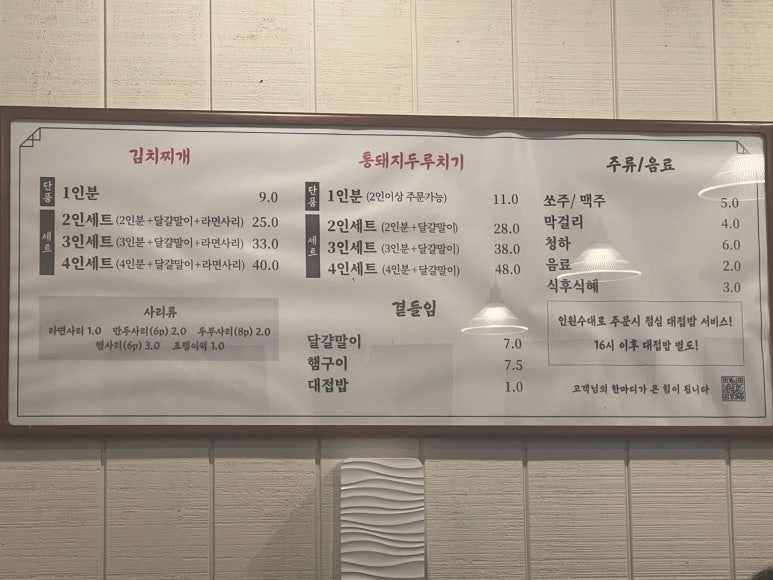 김치찌개
단품 1인분 9.0
세트
2인세트 (2인분+달걀말이+라면사리) 25.0
3인세트 (3인분+달걀말이+라면사리) 33.0
4인세트 (4인분+달걀말이+라면사리) 40.0
사리류
라면사리 1.0 만두사리(6p) 2.0 두부사리(8p) 2.0
햄사리(6p) 3.0 조랭이떡 1.0
통돼지두루치기
단품 1인분 (2인이상 주문가능) 11.0
세트
2인세트 (2인분+달걀말이) 28.0
3인세트 (3인분+달걀말이) 38.0
4인세트 (4인분+달걀말이) 48.0
곁들임
달걀말이 7.0
햄구이 7.5
대접밥 1.0
주류/음료
쏘주/ 맥주 5.0
막걸리 4.0
청하 6.0
음료 2.0
식후식혜 3.0
인원수대로 주문시 점심 대접밥 서비스!
16시 이후 대접밥 별도!
고객님의 한마디가 큰 힘이 됩니다